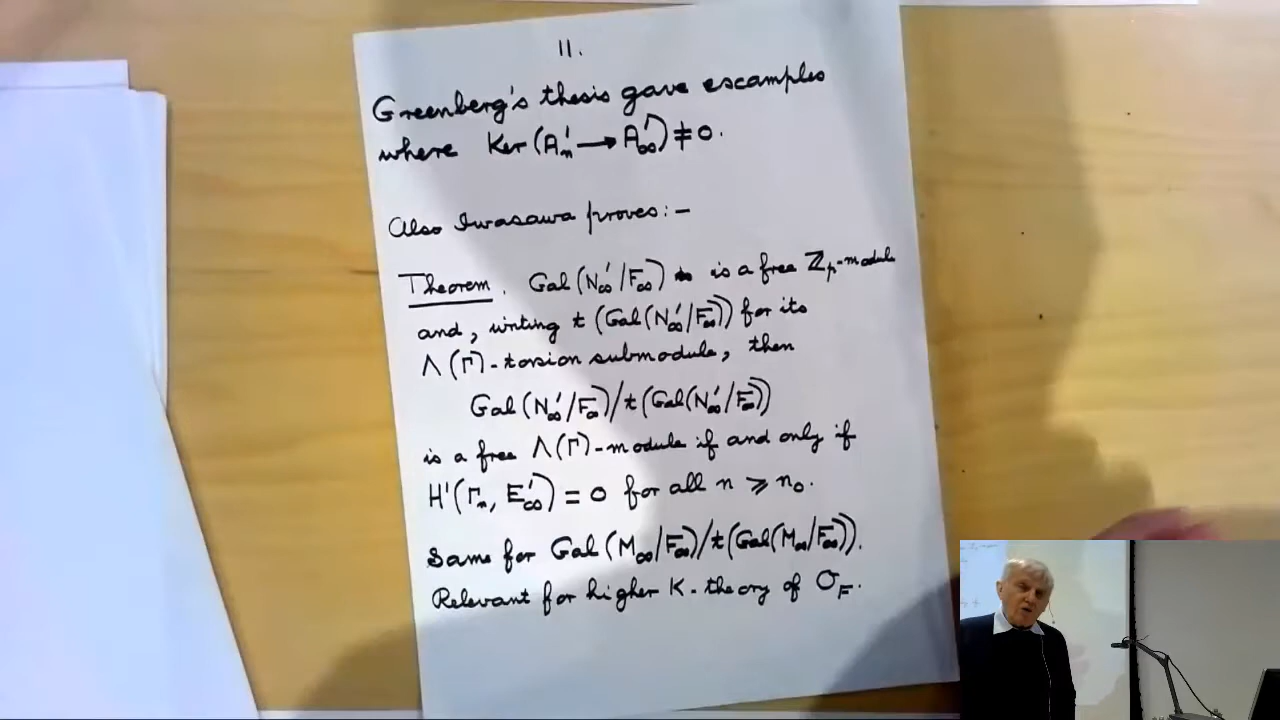 11.
Greenberg's thesis gave escamples
where Ker (A'ₙ ⟶ A'∞) ≠ 0.
Also Iwasawa proves: –
Theorem. Gal (N'∞/F∞) is a free ℤp-module
and, writing t (Gal(N'∞/F∞)) for its
Λ(Γ)-torsion submodule, then
Gal (N'∞/F∞)/t(Gal(N'∞/F∞))
is a free Λ(Γ)-module if and only if
H'(Γₙ, E'∞) = 0 for all n ⩾ n₀.
Same for Gal (M∞/F∞)/t(Gal(M∞/F∞)).
Relevant for higher K-theory of O_F.